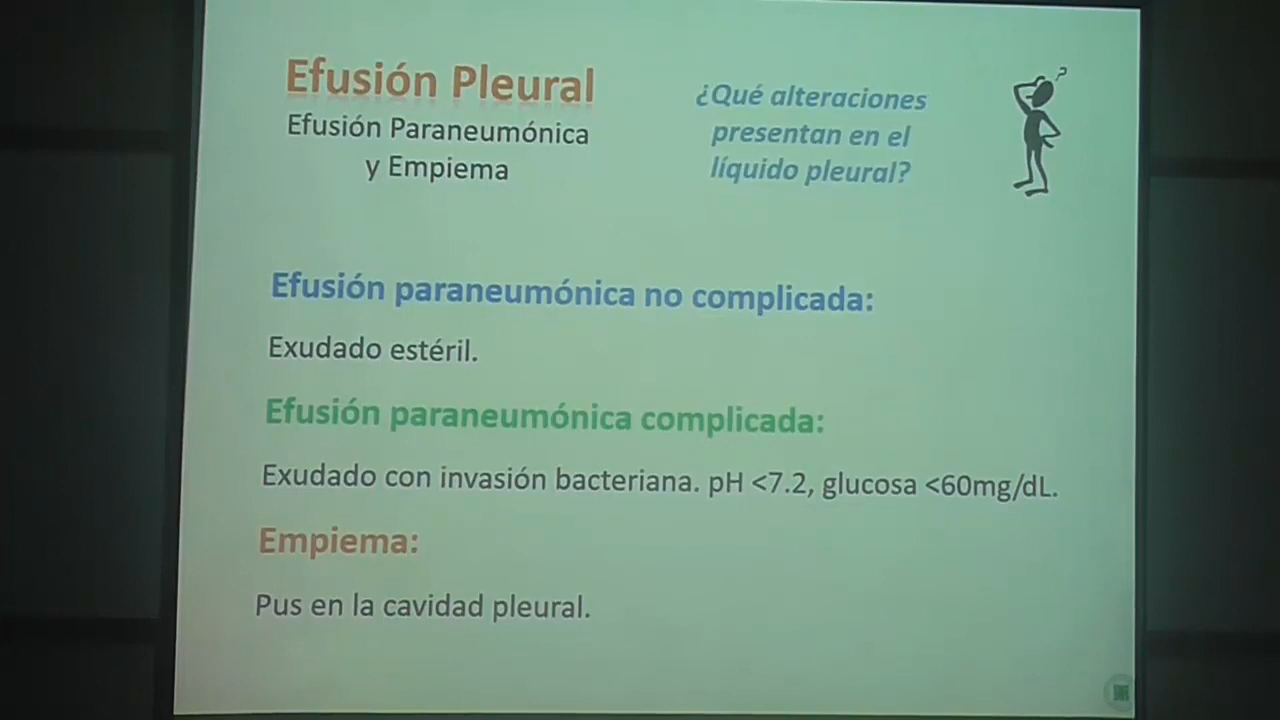 Efusión Pleural
Efusión Paraneumónica
y Empiema
¿Qué alteraciones
presentan en el
líquido pleural?
?
Efusión paraneumónica no complicada:
Exudado estéril.
Efusión paraneumónica complicada:
Exudado con invasión bacteriana. pH <7.2, glucosa <60mg/dL.
Empiema:
Pus en la cavidad pleural.